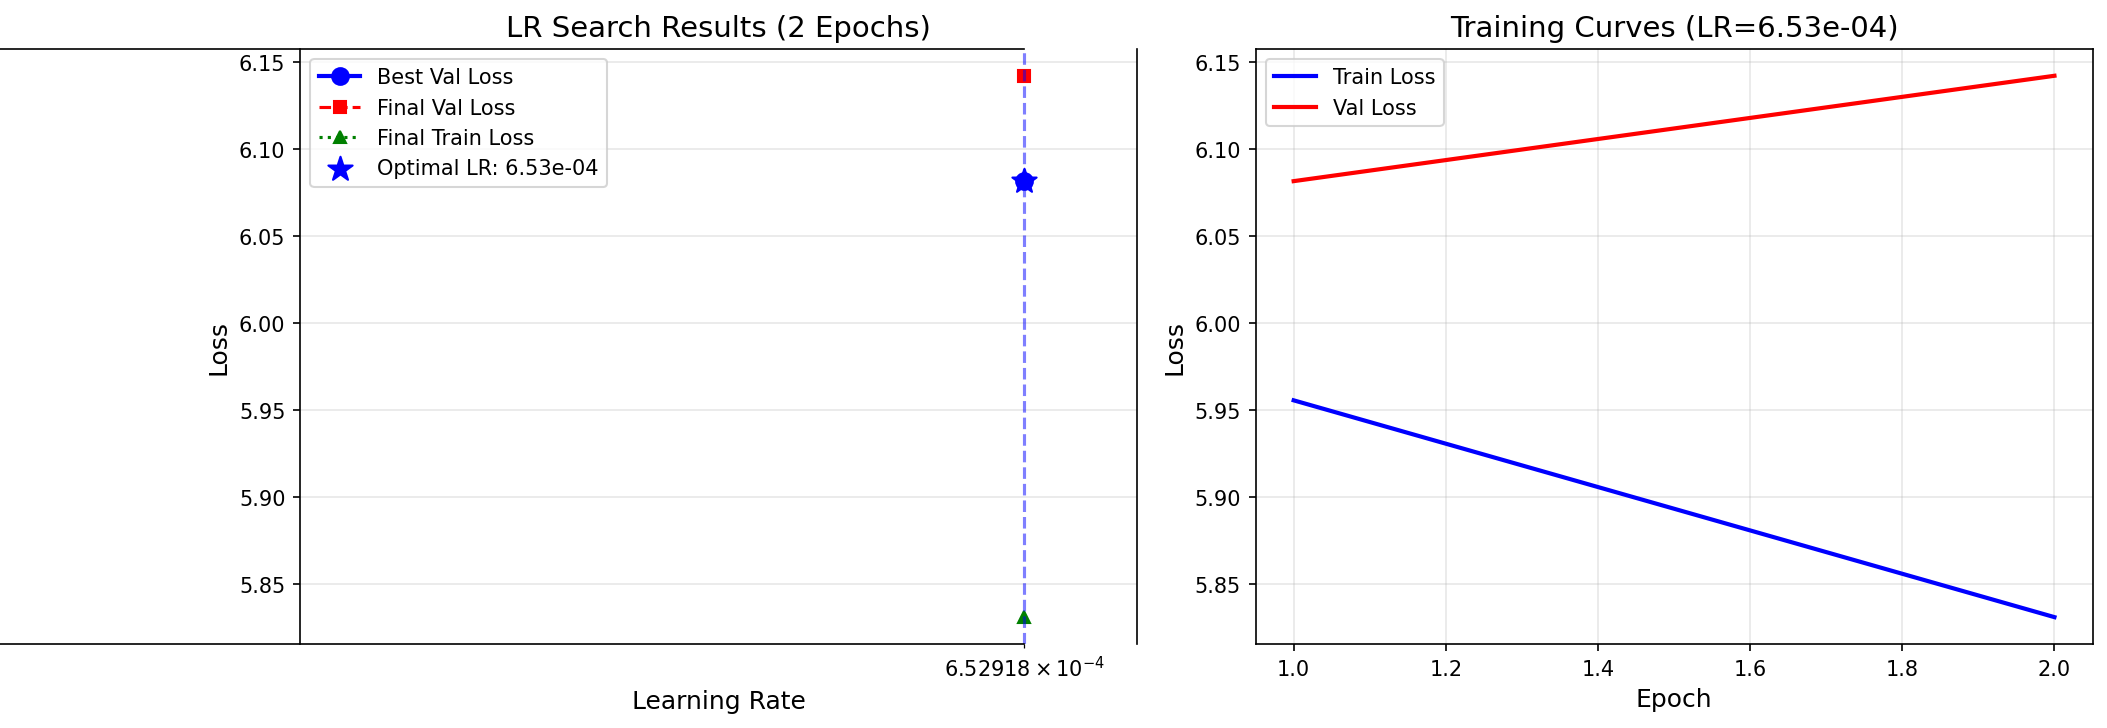 LR Search Results (2 Epochs)
6.15
6.10
6.05
6.00
5.95
5.90
5.85
Loss
Best Val Loss
Final Val Loss
Final Train Loss
Optimal LR: 6.53e-04
6.52918 × 10⁻⁴
Learning Rate
Training Curves (LR=6.53e-04)
6.15
6.10
6.05
6.00
5.95
5.90
5.85
Loss
Train Loss
Val Loss
1.0 1.2 1.4 1.6 1.8 2.0
Epoch